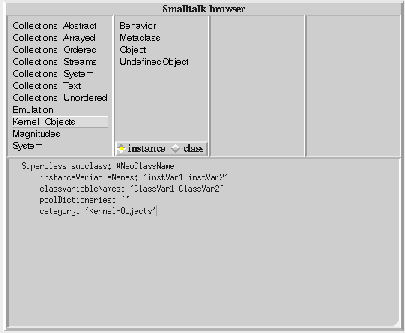 Smalltalk browser
Collections Abstract
Collections Arrayed
Collections Ordered
Collections Streams
Collections System
Collections Text
Collections Unordered
Emulation
Kernel Objects
Magnitudes
System
Behavior
Metaclass
Object
UndefinedObject
instance class
Superclass subclass: #NewClassName
instanceVariableNames: 'instVar1 instVar2'
classVariableNames: 'ClassVar1 ClassVar2'
poolDictionaries: ''
category: 'Kernel-Objects'